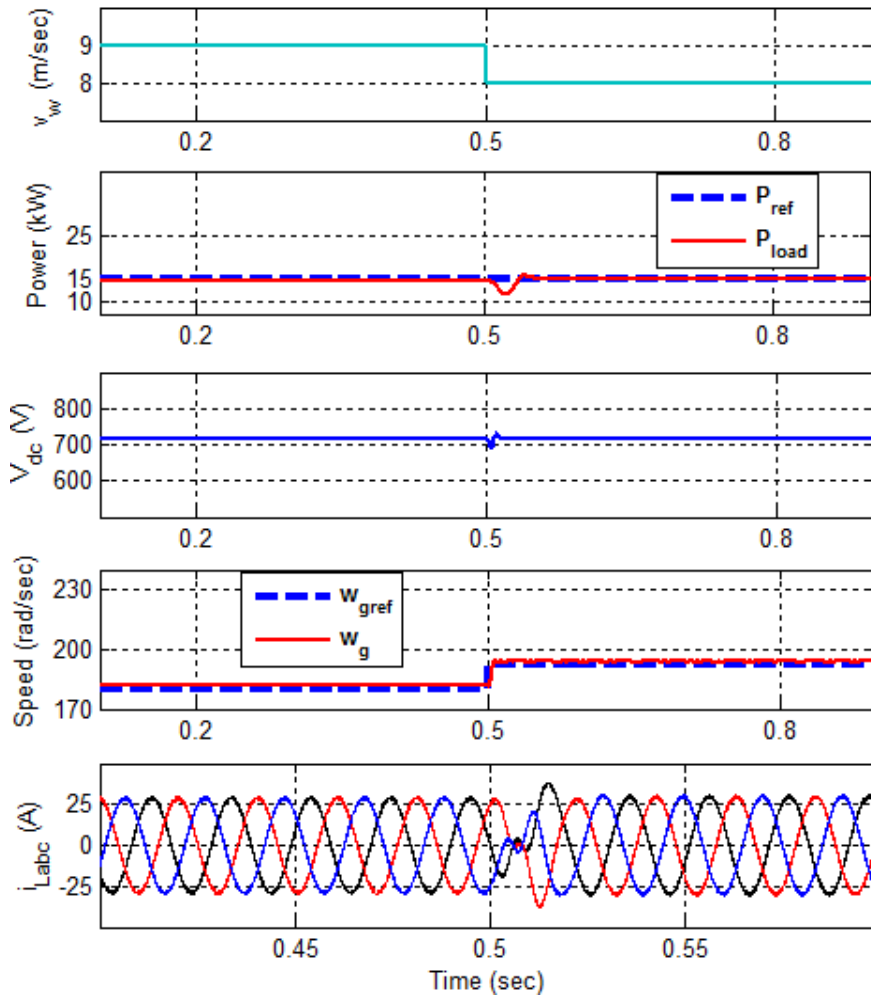 v_w (m/sec)
9
8
0.2 0.5 0.8
Power (kW)
25
15
10
P_ref
P_load
0.2 0.5 0.8
V_dc (V)
800
700
600
0.2 0.5 0.8
Speed (rad/sec)
230
200
170
w_gref
w_g
0.2 0.5 0.8
i_Labc (A)
25
0
-25
0.45 0.5 0.55
Time (sec)